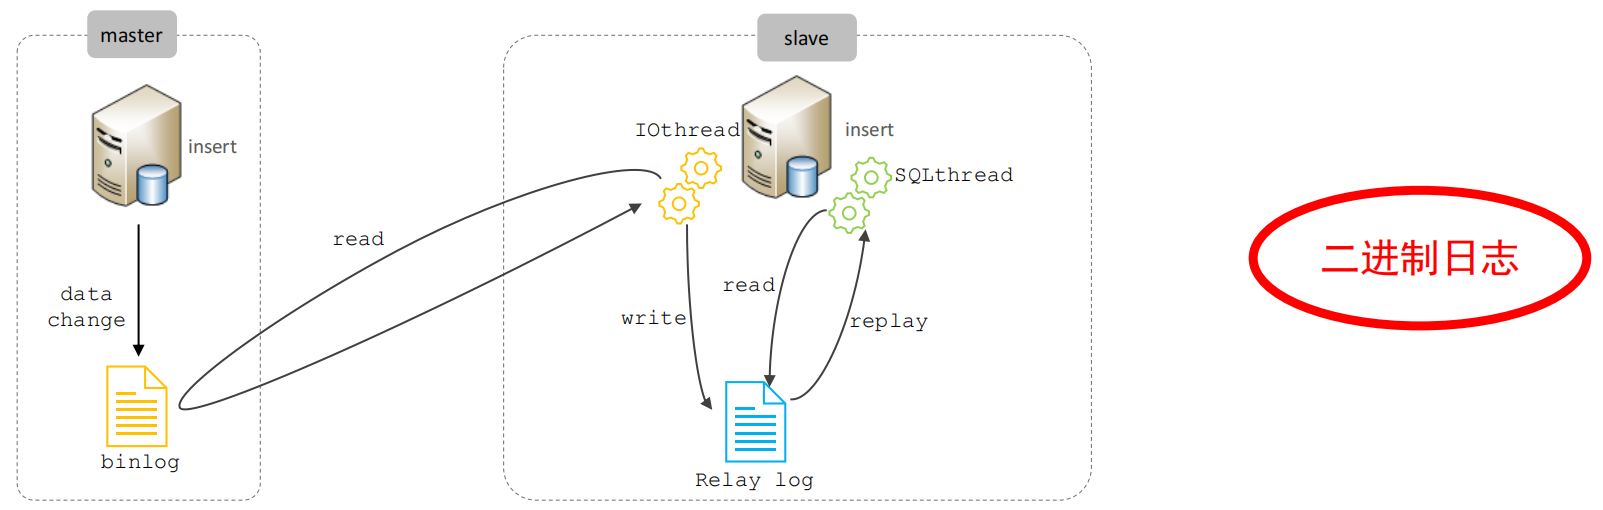 master
insert
data
change
binlog
read
slave
IOthread
insert
SQLthread
write
read
replay
Relay log
二进制日志